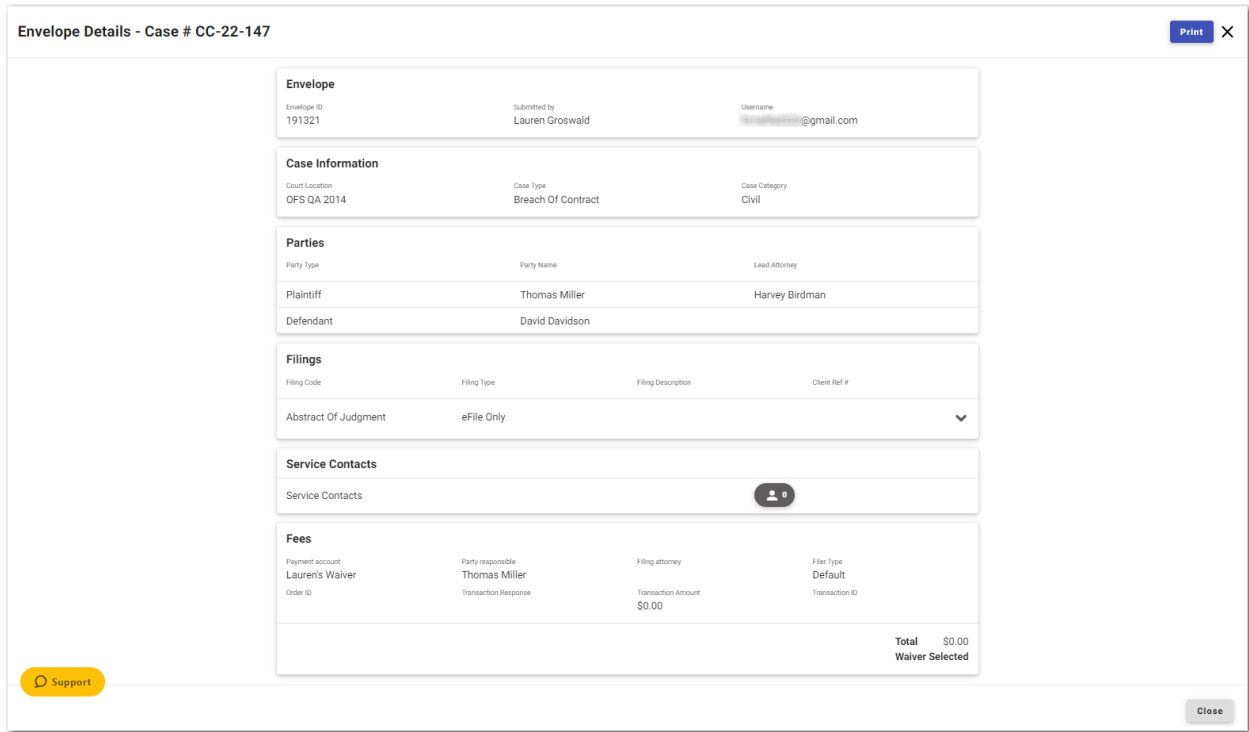 Envelope Details - Case # CC-22-147
Print
Envelope
Envelope ID Submitted by Username
191321 Lauren Groswald @gmail.com
Case Information
Court Location Case Type Case Category
OFS QA 2014 Breach Of Contract Civil
Parties
Party Type Party Name Lead Attorney
Plaintiff Thomas Miller Harvey Birdman
Defendant David Davidson
Filings
Filing Code Filing Type Filing Description Client Ref #
Abstract Of Judgment eFile Only
Service Contacts
Service Contacts 0
Fees
Payment account Party responsible Filing attorney Filer Type
Lauren's Waiver Thomas Miller Default
Order ID Transaction Response Transaction Amount Transaction ID
$0.00
Total $0.00
Waiver Selected
Support
Close